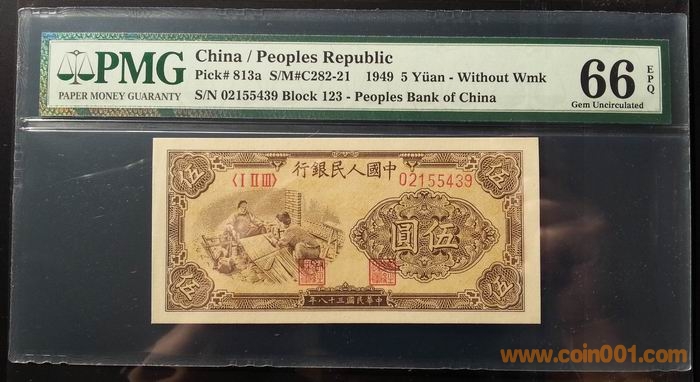 PMG
PAPER MONEY GUARANTY
China / Peoples Republic
Pick# 813a S/M#C282-21 1949 5 Yüan - Without Wmk
S/N 02155439 Block 123 - Peoples Bank of China
66 EPQ
Gem Uncirculated
伍
行銀民人國中
伍
〈I II III〉
02155439
圓伍
伍
年八十三國民華中
伍
www.coin001.com